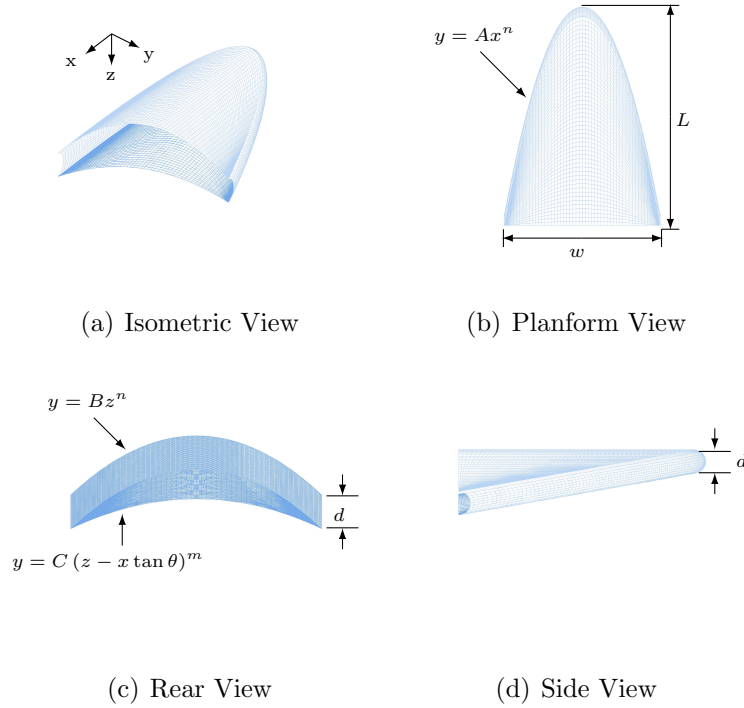 x
y
z
y = Ax^n
L
w
(a) Isometric View
(b) Planform View
y = Bz^n
d
y = C (z − x tan θ)^m
d
(c) Rear View
(d) Side View